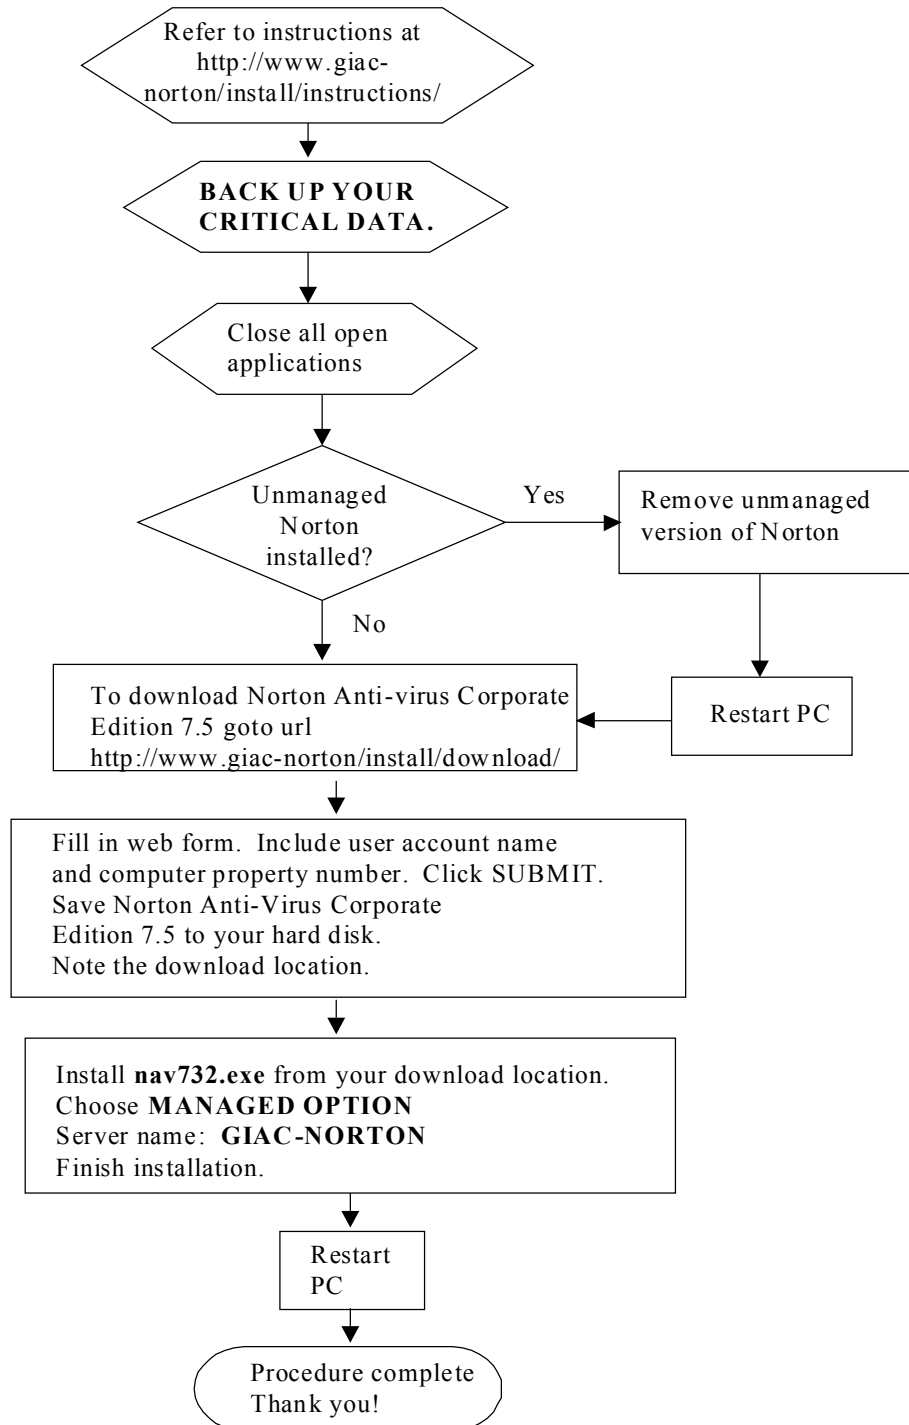 Refer to instructions at
http://www.giac-
norton/install/instructions/
BACK UP YOUR
CRITICAL DATA.
Close all open
applications
Unmanaged
Norton
installed?
Yes
Remove unmanaged
version of Norton
No
Restart PC
To download Norton Anti-virus Corporate
Edition 7.5 goto url
http://www.giac-norton/install/download/
Fill in web form.  Include user account name
and computer property number.  Click SUBMIT.
Save Norton Anti-Virus Corporate
Edition 7.5 to your hard disk.
Note the download location.
Install nav732.exe from your download location.
Choose MANAGED OPTION
Server name:  GIAC-NORTON
Finish installation.
Restart
PC
Procedure complete
Thank you!